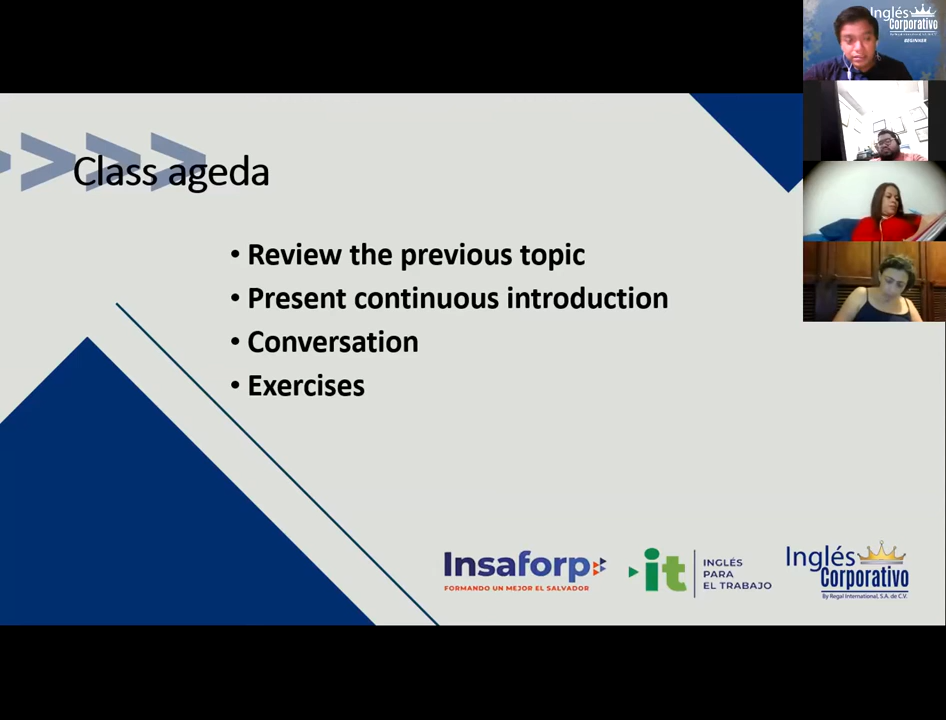 Inglés
Corporativo
BEGINNER
Class ageda
• Review the previous topic
• Present continuous introduction
• Conversation
• Exercises
Insaforp
FORMANDO UN MEJOR EL SALVADOR
it
INGLÉS
PARA
EL TRABAJO
Inglés
Corporativo
By Regal International, S.A. de C.V.